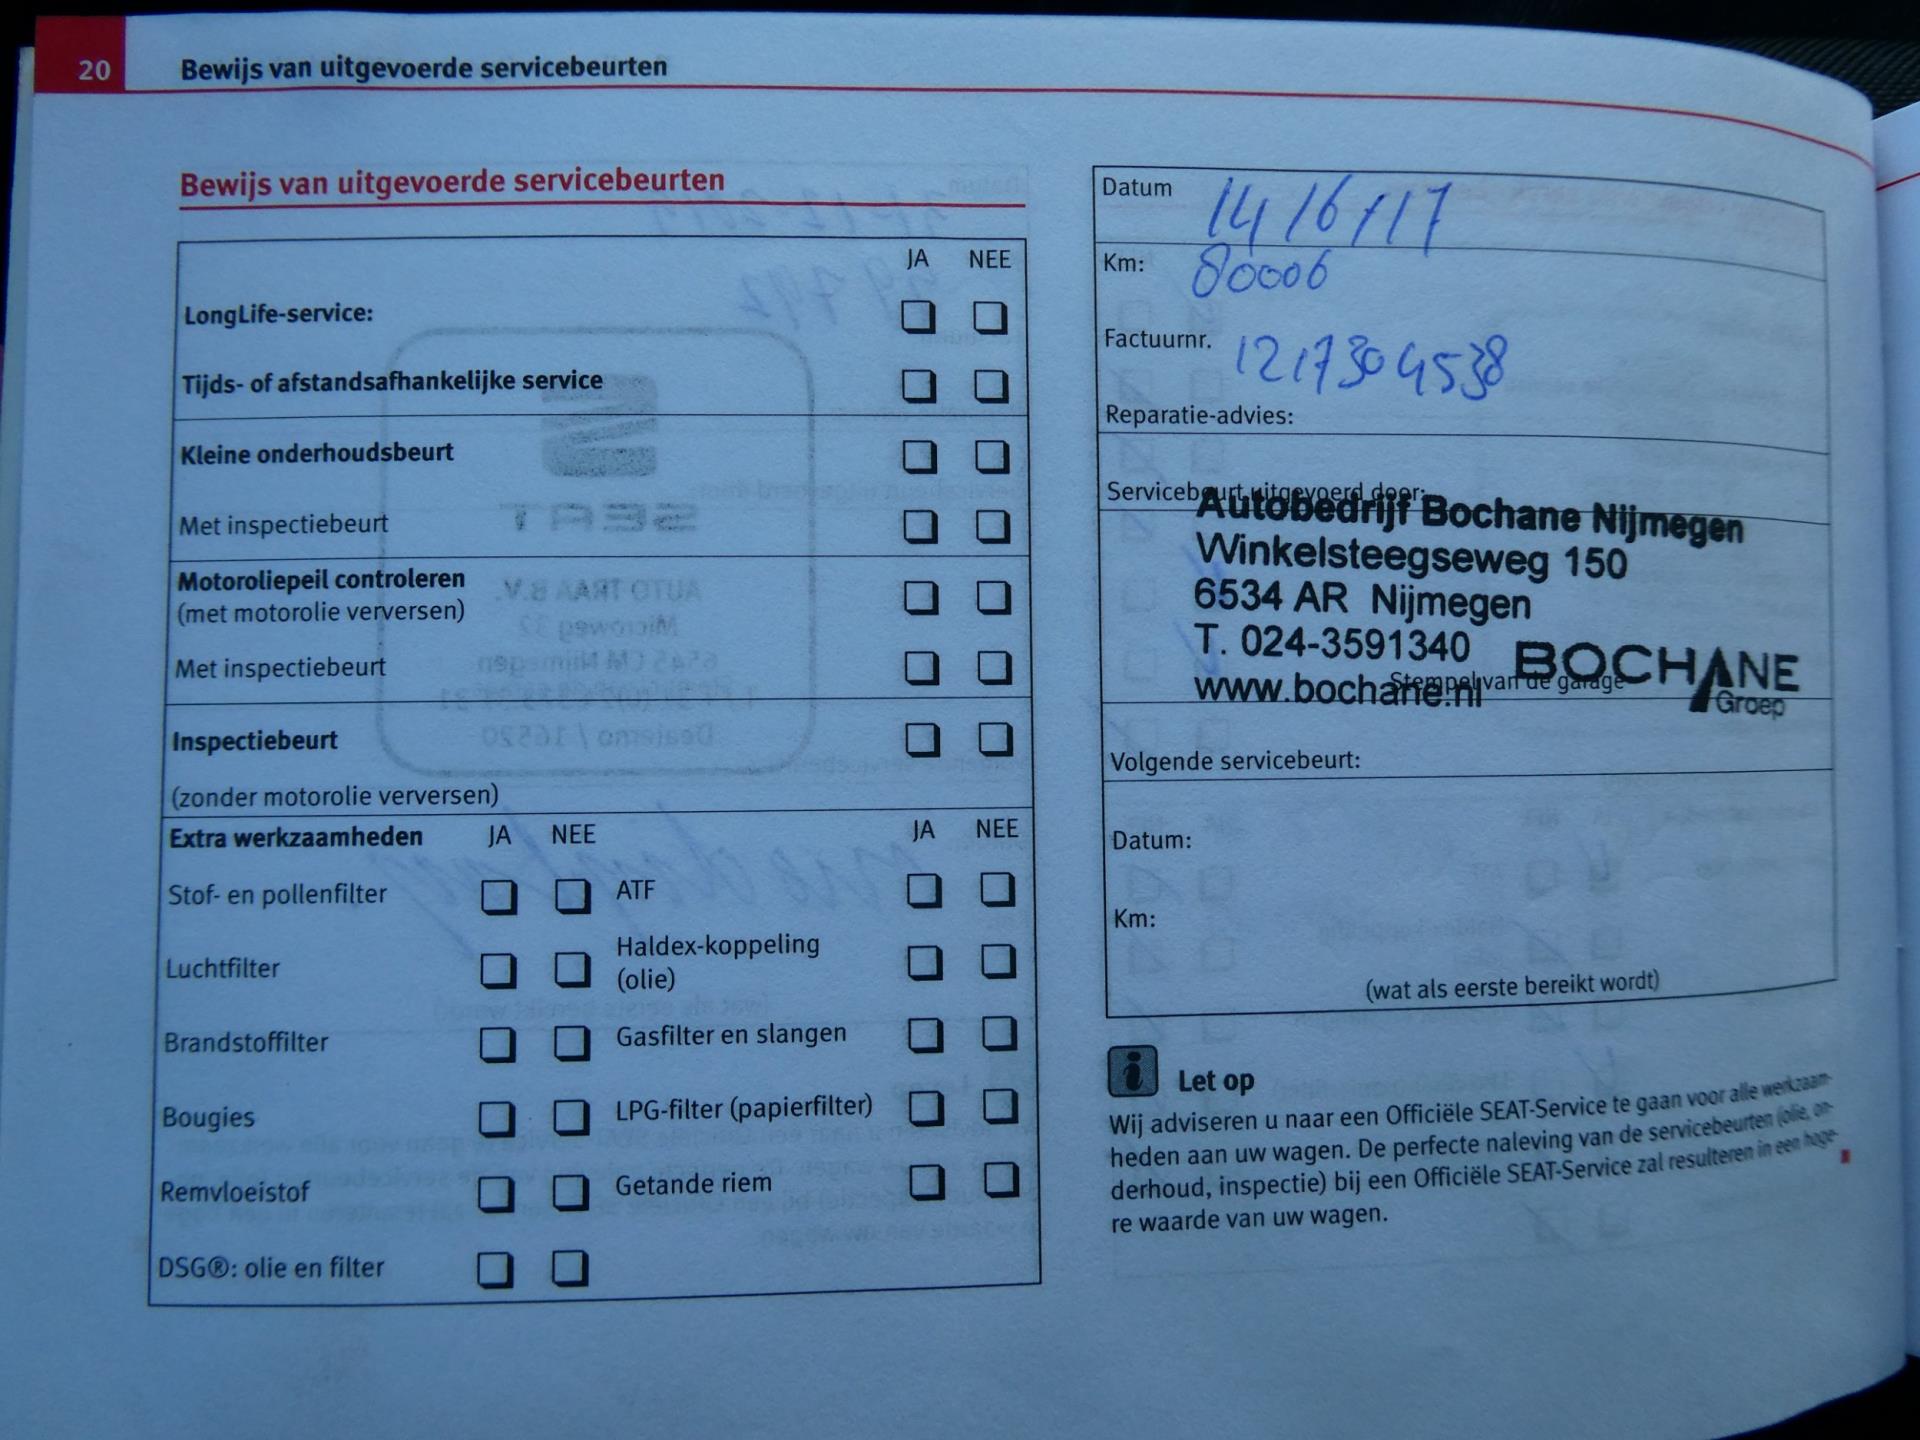 20 Bewijs van uitgevoerde servicebeurten
Bewijs van uitgevoerde servicebeurten
JA NEE
LongLife-service:
Tijds- of afstandsafhankelijke service
Kleine onderhoudsbeurt
Met inspectiebeurt
Motoroliepeil controleren
(met motorolie verversen)
Met inspectiebeurt
Inspectiebeurt
(zonder motorolie verversen)
Extra werkzaamheden JA NEE JA NEE
Stof- en pollenfilter ATF
Luchtfilter Haldex-koppeling
(olie)
Brandstoffilter Gasfilter en slangen
Bougies LPG-filter (papierfilter)
Remvloeistof Getande riem
DSG®: olie en filter
Datum 14/6/17
Km: 80006
Factuurnr. 1217304538
Reparatie-advies:
Servicebeurt uitgevoerd door:
Autobedrijf Bochane Nijmegen
Winkelsteegseweg 150
6534 AR Nijmegen
T. 024-3591340
www.bochane.nl
BOCHANE
Groep
Stempel van de garage
Volgende servicebeurt:
Datum:
Km:
(wat als eerste bereikt wordt)
Let op
Wij adviseren u naar een Officiële SEAT-Service te gaan voor alle werkzaam-
heden aan uw wagen. De perfecte naleving van de servicebeurten (olie, on-
derhoud, inspectie) bij een Officiële SEAT-Service zal resulteren in een hoge-
re waarde van uw wagen.